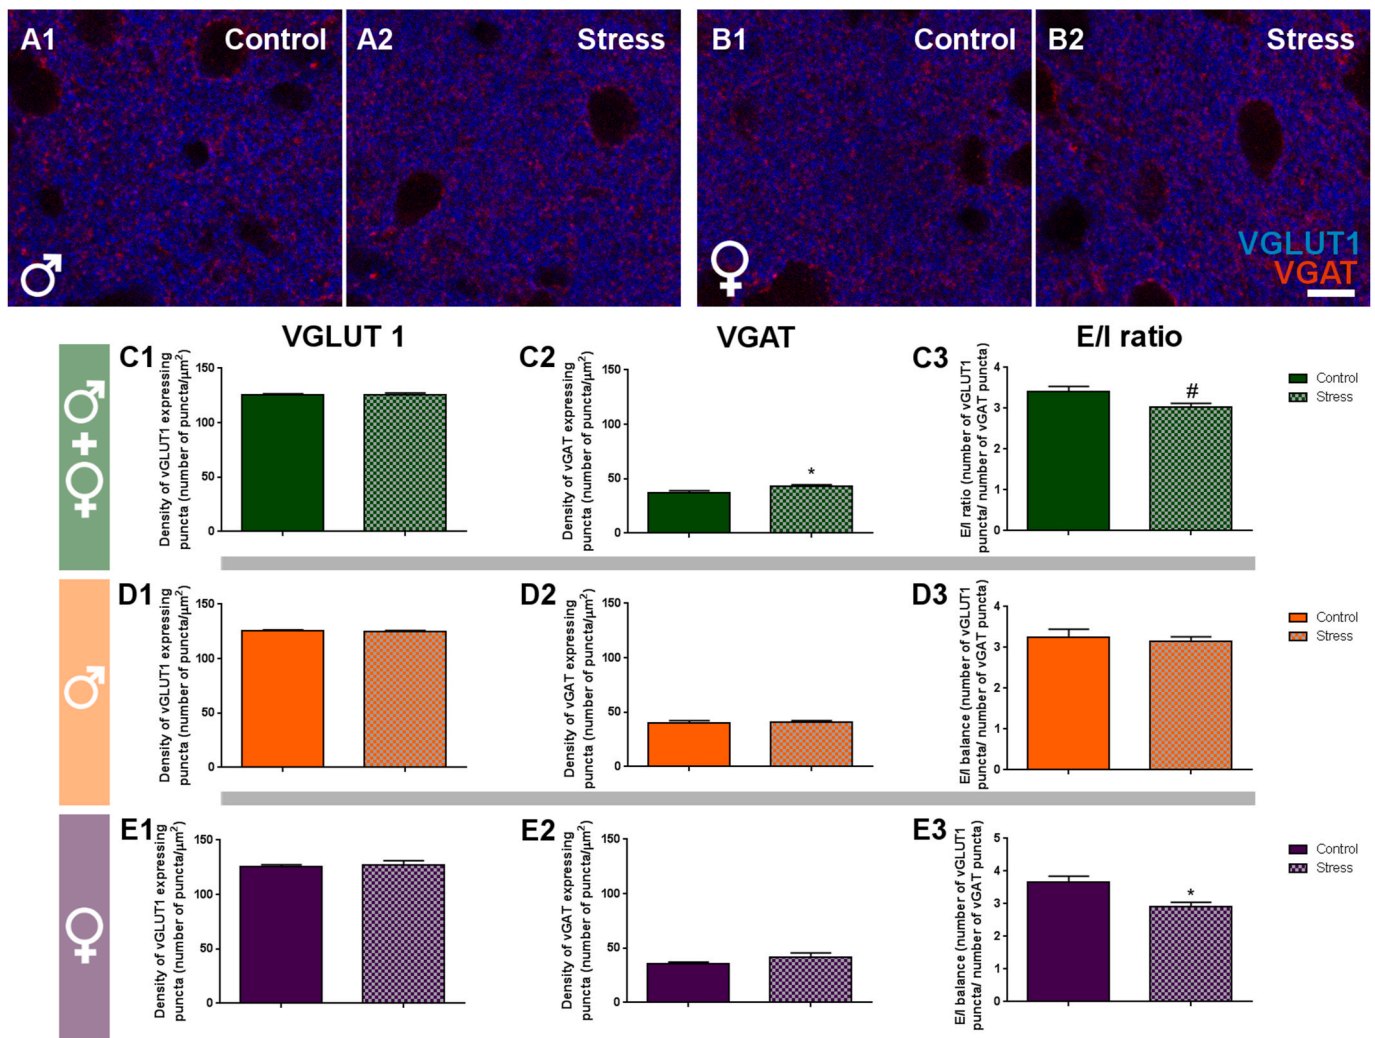 A1 Control A2 Stress B1 Control B2 Stress
VGLUT1
VGAT
VGLUT 1 VGAT E/I ratio
C1
Density of vGLUT1 expressing
puncta (number of puncta/µm²)
150
100
50
0
C2
Density of vGAT expressing
puncta (number of puncta/µm²)
150
100
50
0
*
C3
E/I ratio (number of vGLUT1
puncta/ number of vGAT puncta)
4
3
2
1
0
#
Control
Stress
D1
Density of vGLUT1 expressing
puncta (number of puncta/µm²)
150
100
50
0
D2
Density of vGAT expressing
puncta (number of puncta/µm²)
150
100
50
0
D3
E/I balance (number of vGLUT1
puncta/ number of vGAT puncta)
4
3
2
1
0
Control
Stress
E1
Density of vGLUT1 expressing
puncta (number of puncta/µm²)
150
100
50
0
E2
Density of vGAT expressing
puncta (number of puncta/µm²)
150
100
50
0
E3
E/I balance (number of vGLUT1
puncta/ number of vGAT puncta)
5
4
3
2
1
0
*
Control
Stress